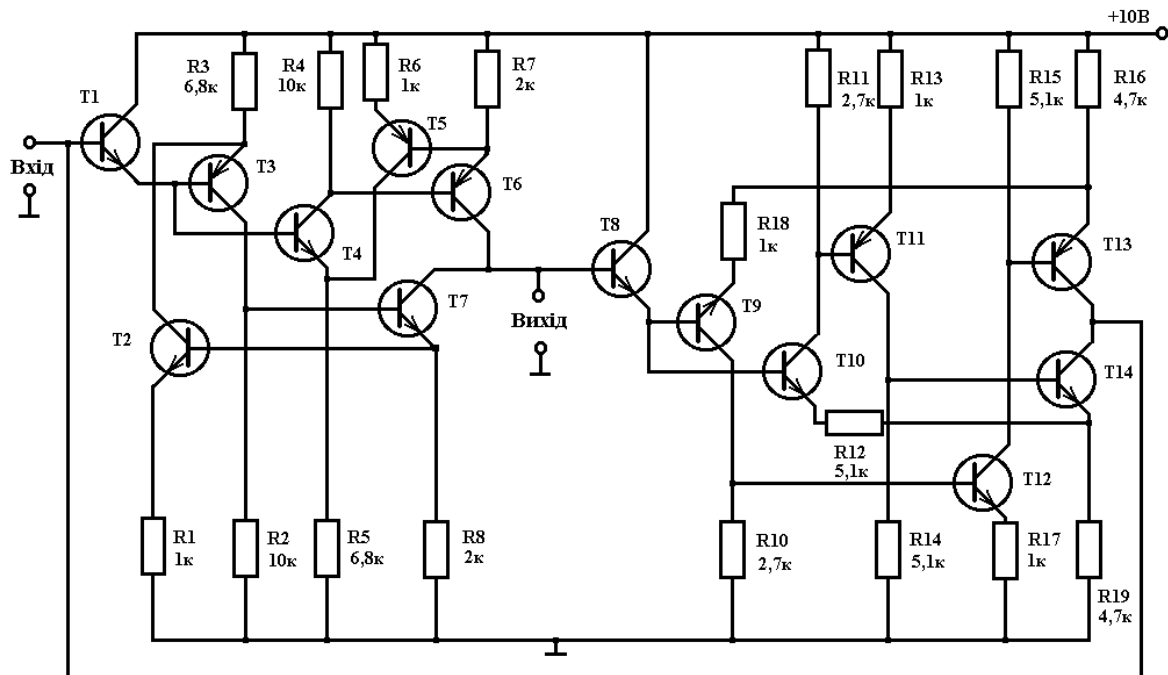 +10В
R3
6,8к
R4
10к
R6
1к
R7
2к
R11
2,7к
R13
1к
R15
5,1к
R16
4,7к
T1
Вхід
T3
T5
T6
T4
T2
T7
T8
Вихід
R18
1к
T9
T11
T13
T10
T14
R12
5,1к
T12
R1
1к
R2
10к
R5
6,8к
R8
2к
R10
2,7к
R14
5,1к
R17
1к
R19
4,7к